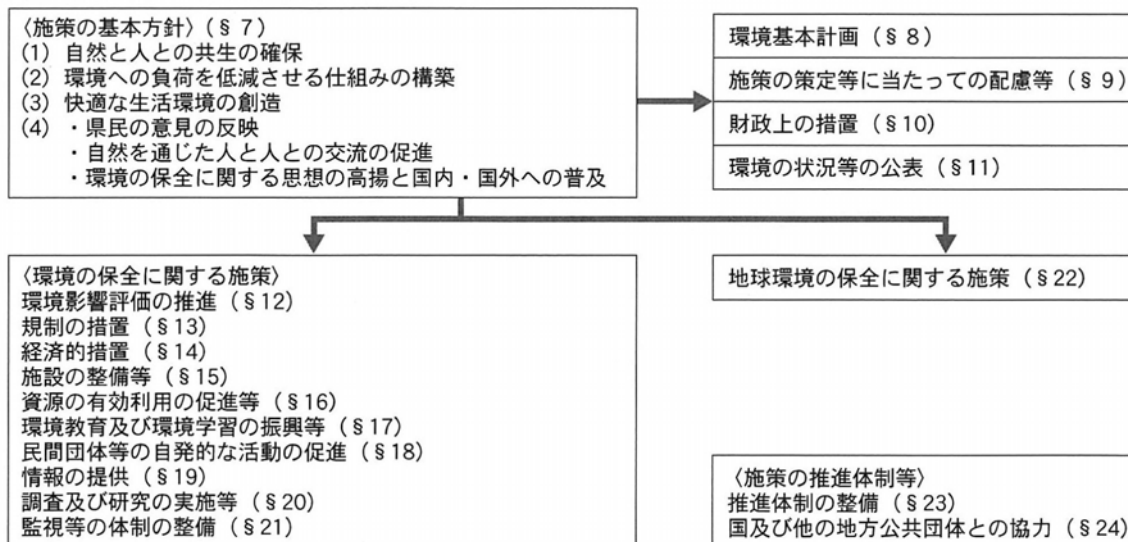 〈施策の基本方針〉(§7)
(1) 自然と人との共生の確保
(2) 環境への負荷を低減させる仕組みの構築
(3) 快適な生活環境の創造
(4) ・県民の意見の反映
・自然を通じた人と人との交流の促進
・環境の保全に関する思想の高揚と国内・国外への普及
環境基本計画(§8)
施策の策定等に当たっての配慮等(§9)
財政上の措置(§10)
環境の状況等の公表(§11)
〈環境の保全に関する施策〉
環境影響評価の推進(§12)
規制の措置(§13)
経済的措置(§14)
施設の整備等(§15)
資源の有効利用の促進等(§16)
環境教育及び環境学習の振興等(§17)
民間団体等の自発的な活動の促進(§18)
情報の提供(§19)
調査及び研究の実施等(§20)
監視等の体制の整備(§21)
地球環境の保全に関する施策(§22)
〈施策の推進体制等〉
推進体制の整備(§23)
国及び他の地方公共団体との協力(§24)